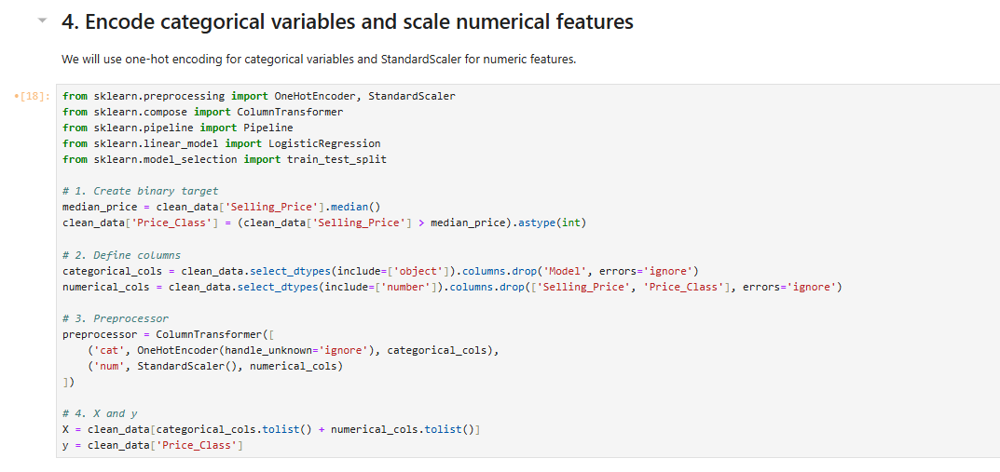 4. Encode categorical variables and scale numerical features
We will use one-hot encoding for categorical variables and StandardScaler for numeric features.
•[18]:
from sklearn.preprocessing import OneHotEncoder, StandardScaler
from sklearn.compose import ColumnTransformer
from sklearn.pipeline import Pipeline
from sklearn.linear_model import LogisticRegression
from sklearn.model_selection import train_test_split
# 1. Create binary target
median_price = clean_data['Selling_Price'].median()
clean_data['Price_Class'] = (clean_data['Selling_Price'] > median_price).astype(int)
# 2. Define columns
categorical_cols = clean_data.select_dtypes(include=['object']).columns.drop('Model', errors='ignore')
numerical_cols = clean_data.select_dtypes(include=['number']).columns.drop(['Selling_Price', 'Price_Class'], errors='ignore')
# 3. Preprocessor
preprocessor = ColumnTransformer([
    ('cat', OneHotEncoder(handle_unknown='ignore'), categorical_cols),
    ('num', StandardScaler(), numerical_cols)
])
# 4. X and y
X = clean_data[categorical_cols.tolist() + numerical_cols.tolist()]
y = clean_data['Price_Class']